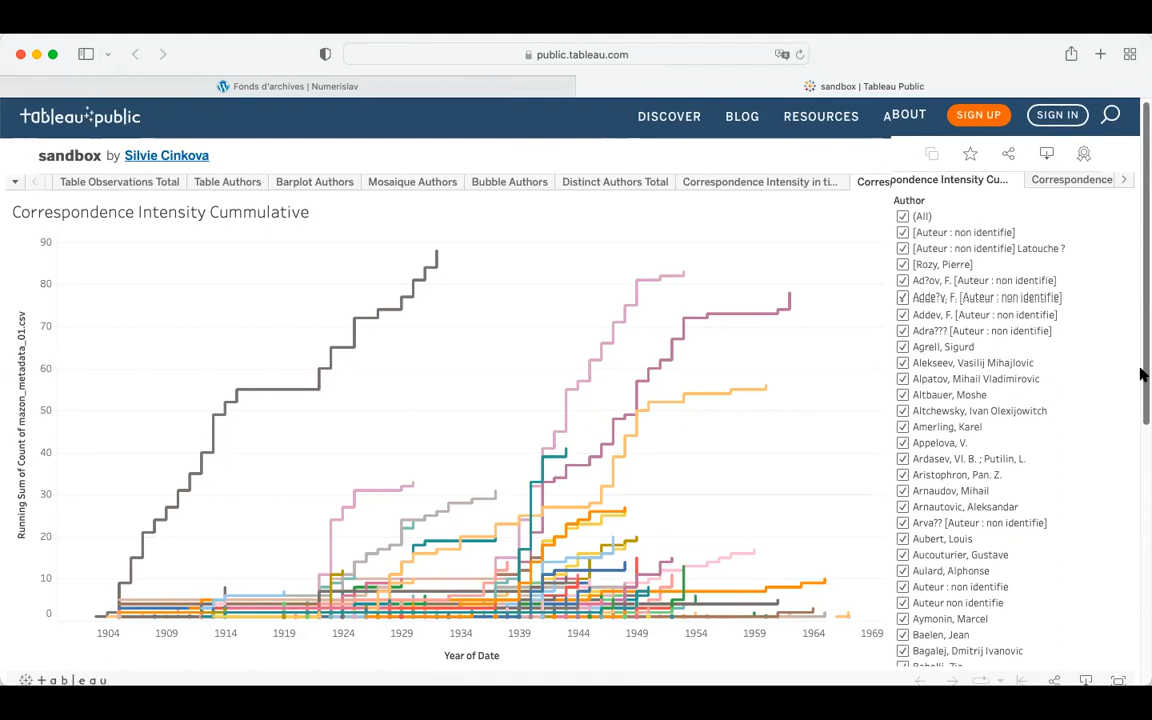 public.tableau.com
Fonds d'archives | Numerislav
sandbox | Tableau Public
tableau public
DISCOVER
BLOG
RESOURCES
ABOUT
SIGN UP
SIGN IN
sandbox by Silvie Cinkova
Table Observations Total
Table Authors
Barplot Authors
Mosaique Authors
Bubble Authors
Distinct Authors Total
Correspondence Intensity in ti...
Corres
pondence Intensity Cu...
Correspondence
Correspondence Intensity Cummulative
Author
(All)
[Auteur : non identifie]
[Auteur : non identifie] Latouche ?
[Rozy, Pierre]
Ad?ov, F. [Auteur : non identifie]
Adde?v, F. [Auteur : non identifie]
Addev, F. [Auteur : non identifie]
Adra??? [Auteur : non identifie]
Agrell, Sigurd
Alekseev, Vasilij Mihajlovic
Alpatov, Mihail Vladimirovic
Altbauer, Moshe
Altchewsky, Ivan Olexijowitch
Amerling, Karel
Appelova, V.
Ardasev, Vl. B. ; Putilin, L.
Aristophron, Pan. Z.
Arnaudov, Mihail
Arnautovic, Aleksandar
Arva?? [Auteur : non identifie]
Aubert, Louis
Aucouturier, Gustave
Aulard, Alphonse
Auteur : non identifie
Auteur non identifie
Aymonin, Marcel
Baelen, Jean
Bagalej, Dmitrij Ivanovic
Running Sum of Count of mazon_metadata_01.csv
90
80
70
60
50
40
30
20
10
0
1904
1909
1914
1919
1924
1929
1934
1939
1944
1949
1954
1959
1964
1969
Year of Date
+ a b l e a u